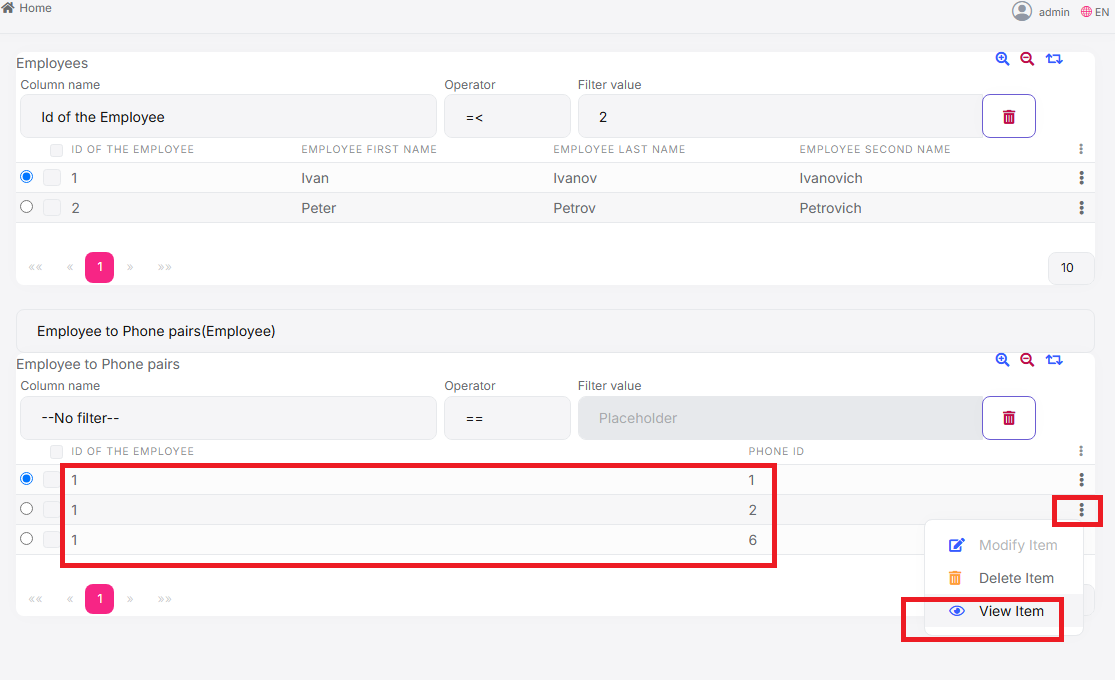 Home
admin EN
Employees
Column name Operator Filter value
Id of the Employee =< 2
ID OF THE EMPLOYEE EMPLOYEE FIRST NAME EMPLOYEE LAST NAME EMPLOYEE SECOND NAME
1 Ivan Ivanov Ivanovich
2 Peter Petrov Petrovich
«« « 1 » »» 10
Employee to Phone pairs(Employee)
Employee to Phone pairs
Column name Operator Filter value
--No filter-- == Placeholder
ID OF THE EMPLOYEE PHONE ID
1 1
1 2
1 6
Modify Item
Delete Item
View Item
«« « 1 » »»